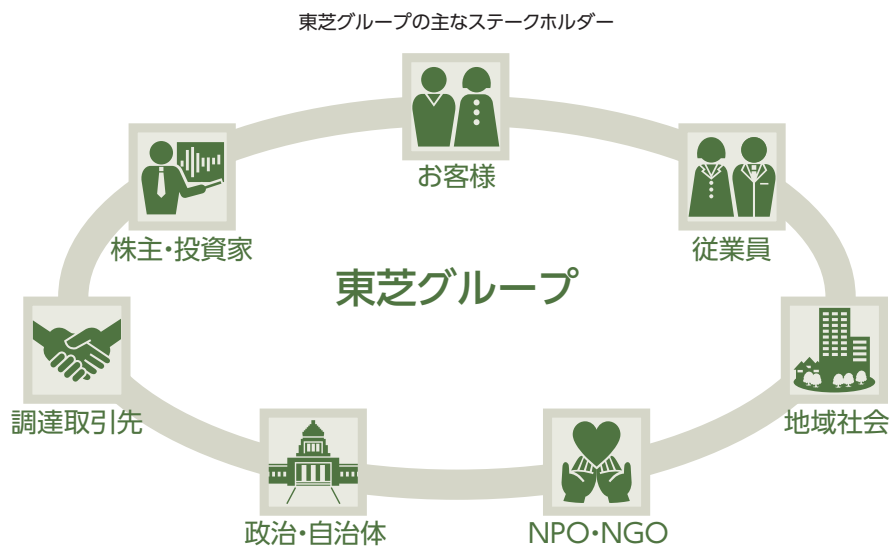 東芝グループの主なステークホルダー
お客様
株主・投資家
従業員
東芝グループ
調達取引先
地域社会
政治・自治体
NPO・NGO